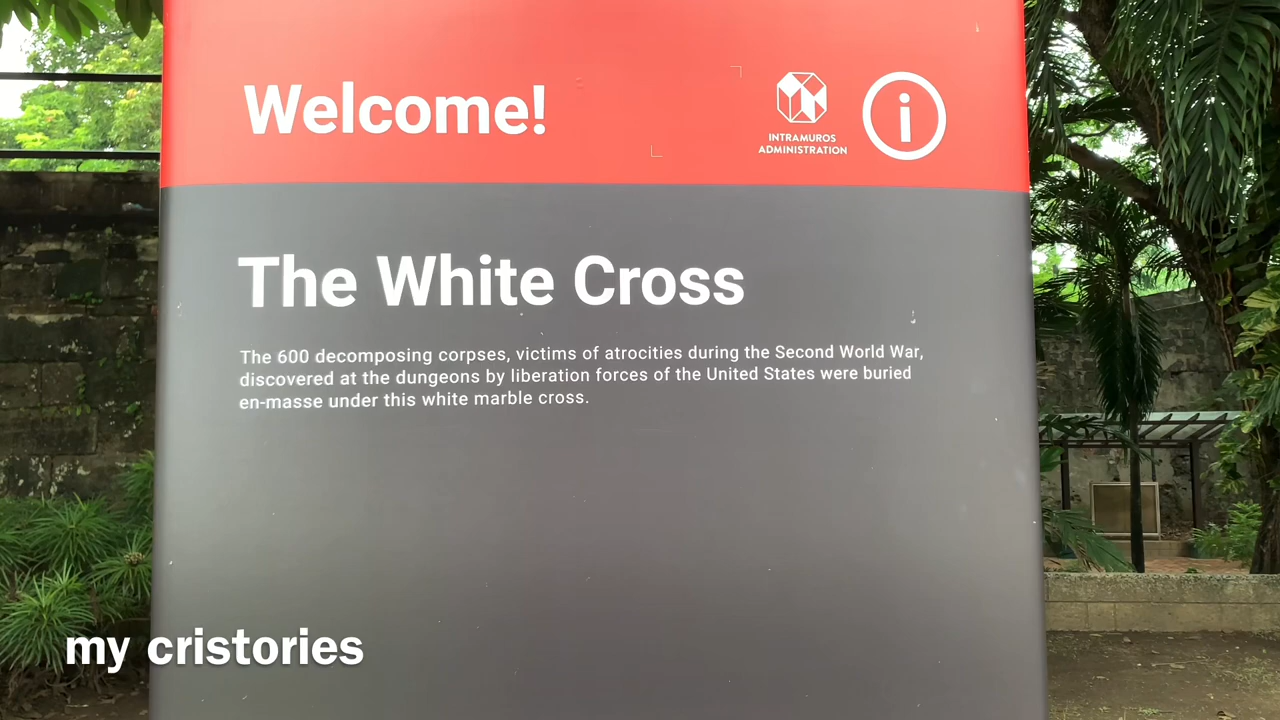 Welcome!
INTRAMUROS
ADMINISTRATION
i
The White Cross
The 600 decomposing corpses, victims of atrocities during the Second World War,
discovered at the dungeons by liberation forces of the United States were buried
en-masse under this white marble cross.
my cristories